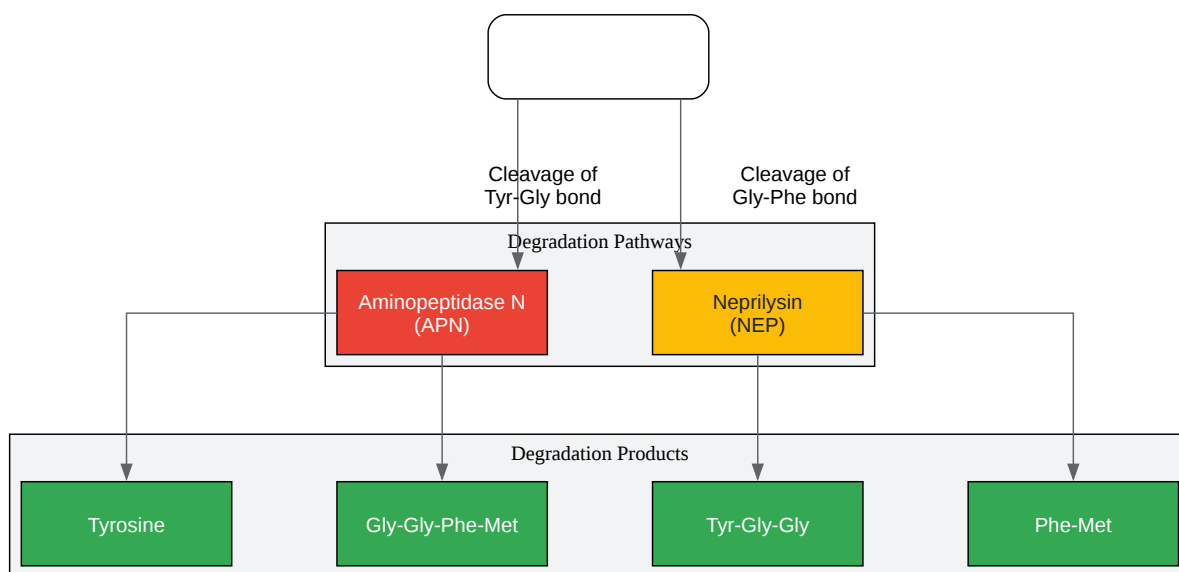 Cleavage of
Tyr-Gly bond
Cleavage of
Gly-Phe bond
Degradation Pathways
Aminopeptidase N
(APN)
Neprilysin
(NEP)
Degradation Products
Tyrosine
Gly-Gly-Phe-Met
Tyr-Gly-Gly
Phe-Met